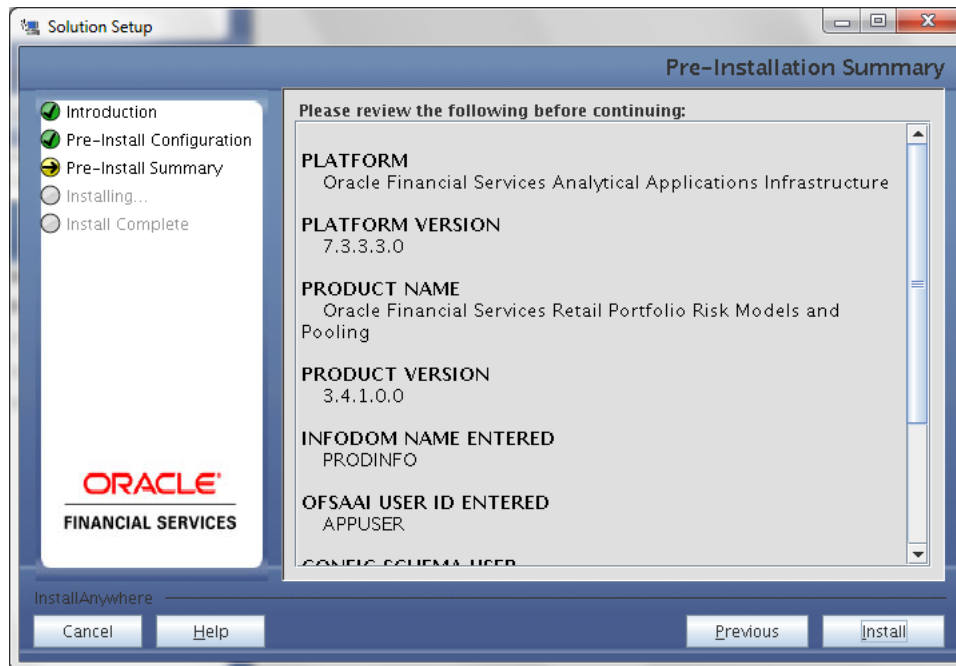 Solution Setup
Pre-Installation Summary
Introduction
Pre-Install Configuration
Pre-Install Summary
Installing...
Install Complete
ORACLE®
FINANCIAL SERVICES
Please review the following before continuing:
PLATFORM
Oracle Financial Services Analytical Applications Infrastructure
PLATFORM VERSION
7.3.3.3.0
PRODUCT NAME
Oracle Financial Services Retail Portfolio Risk Models and
Pooling
PRODUCT VERSION
3.4.1.0.0
INFODOM NAME ENTERED
PRODINFO
OFSAAI USER ID ENTERED
APPUSER
CONFIG SCHEMA USER
InstallAnywhere
Cancel
Help
Previous
Install